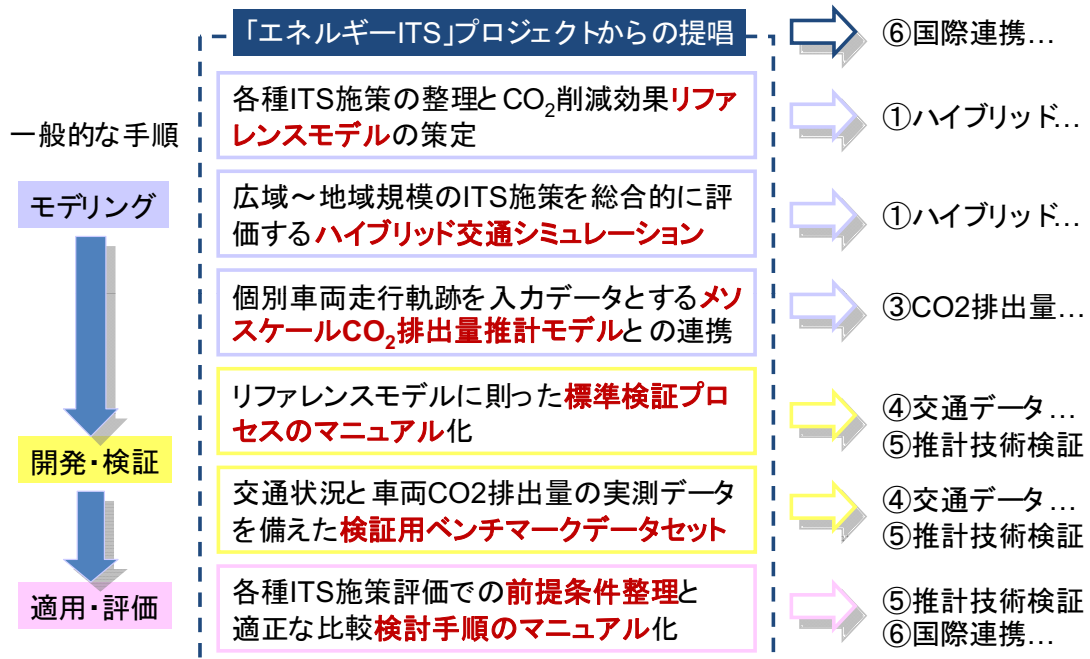 「エネルギーITS」プロジェクトからの提唱
⑥国際連携…
一般的な手順
各種ITS施策の整理とCO2削減効果リファ
レンスモデルの策定
①ハイブリッド…
モデリング
広域～地域規模のITS施策を総合的に評
価するハイブリッド交通シミュレーション
①ハイブリッド…
個別車両走行軌跡を入力データとするメソ
スケールCO2排出量推計モデルとの連携
③CO2排出量…
リファレンスモデルに則った標準検証プロ
セスのマニュアル化
④交通データ…
⑤推計技術検証
開発・検証
交通状況と車両CO2排出量の実測データ
を備えた検証用ベンチマークデータセット
④交通データ…
⑤推計技術検証
適用・評価
各種ITS施策評価での前提条件整理と
適正な比較検討手順のマニュアル化
⑤推計技術検証
⑥国際連携…